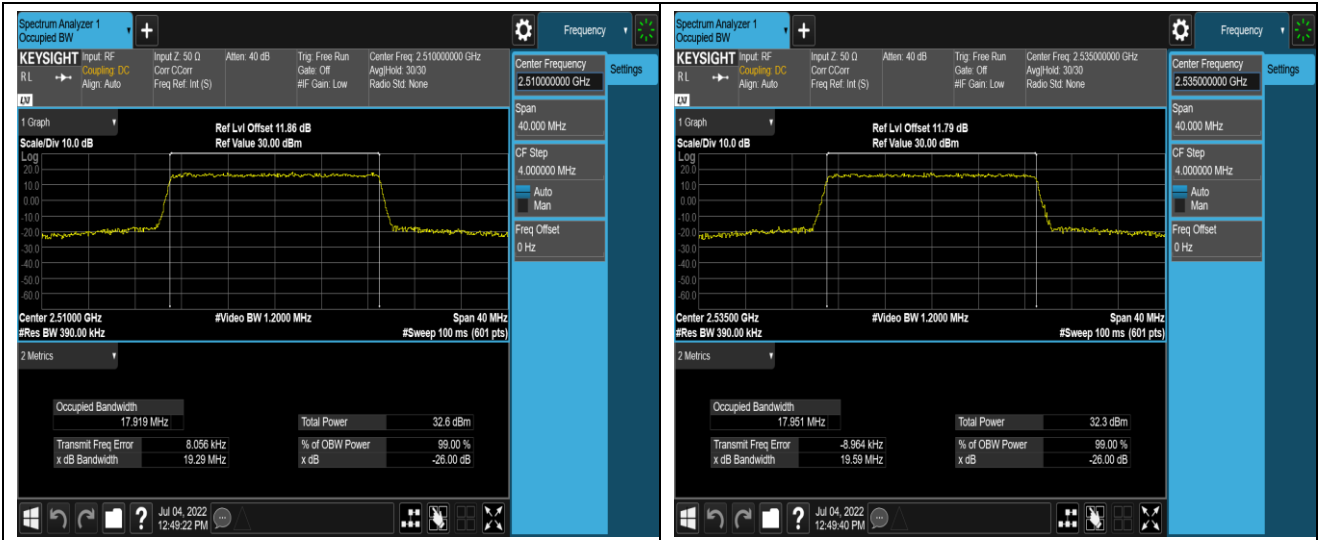 Spectrum Analyzer 1
Occupied BW
+
Frequency
KEYSIGHT
Input: RF
Input Z: 50 Ω
Atten: 40 dB
Trig: Free Run
Center Freq: 2.510000000 GHz
R L
Coupling: DC
Corr CCorr
Gate: Off
Avg|Hold: 30/30
Align: Auto
Freq Ref: Int (S)
#IF Gain: Low
Radio Std: None
LXI
Center Frequency
2.510000000 GHz
Settings
Span
40.000 MHz
CF Step
4.000000 MHz
Auto
Man
Freq Offset
0 Hz
1 Graph
Ref Lvl Offset 11.86 dB
Scale/Div 10.0 dB
Ref Value 30.00 dBm
Log
20.0
10.0
0.00
-10.0
-20.0
-30.0
-40.0
-50.0
-60.0
Center 2.51000 GHz
#Video BW 1.2000 MHz
Span 40 MHz
#Res BW 390.00 kHz
#Sweep 100 ms (601 pts)
2 Metrics
Occupied Bandwidth
17.919 MHz
Total Power
32.6 dBm
Transmit Freq Error
8.056 kHz
% of OBW Power
99.00 %
x dB Bandwidth
19.29 MHz
x dB
-26.00 dB
?
Jul 04, 2022
12:49:22 PM
Spectrum Analyzer 1
Occupied BW
+
Frequency
KEYSIGHT
Input: RF
Input Z: 50 Ω
Atten: 40 dB
Trig: Free Run
Center Freq: 2.535000000 GHz
R L
Coupling: DC
Corr CCorr
Gate: Off
Avg|Hold: 30/30
Align: Auto
Freq Ref: Int (S)
#IF Gain: Low
Radio Std: None
LXI
Center Frequency
2.535000000 GHz
Settings
Span
40.000 MHz
CF Step
4.000000 MHz
Auto
Man
Freq Offset
0 Hz
1 Graph
Ref Lvl Offset 11.79 dB
Scale/Div 10.0 dB
Ref Value 30.00 dBm
Log
20.0
10.0
0.00
-10.0
-20.0
-30.0
-40.0
-50.0
-60.0
Center 2.53500 GHz
#Video BW 1.2000 MHz
Span 40 MHz
#Res BW 390.00 kHz
#Sweep 100 ms (601 pts)
2 Metrics
Occupied Bandwidth
17.951 MHz
Total Power
32.3 dBm
Transmit Freq Error
-8.964 kHz
% of OBW Power
99.00 %
x dB Bandwidth
19.59 MHz
x dB
-26.00 dB
?
Jul 04, 2022
12:49:40 PM